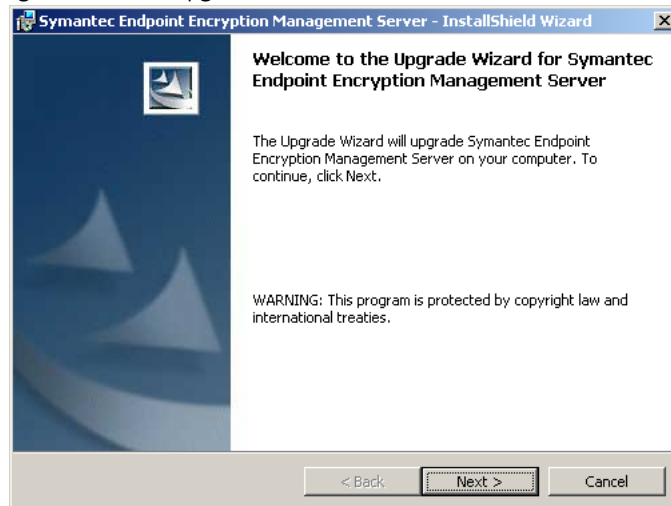 Symantec Endpoint Encryption Management Server - InstallShield Wizard
Welcome to the Upgrade Wizard for Symantec
Endpoint Encryption Management Server
The Upgrade Wizard will upgrade Symantec Endpoint
Encryption Management Server on your computer. To
continue, click Next.
WARNING: This program is protected by copyright law and
international treaties.
< Back
Next >
Cancel